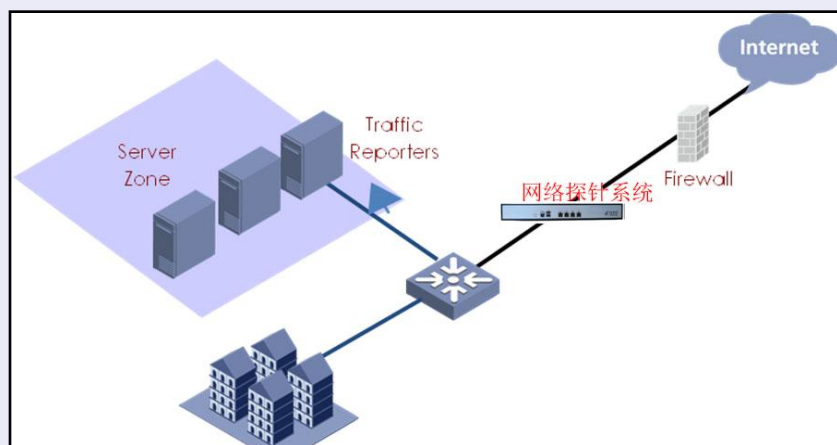 Internet
Traffic
Reporters
Server
Zone
Firewall
网络探针系统